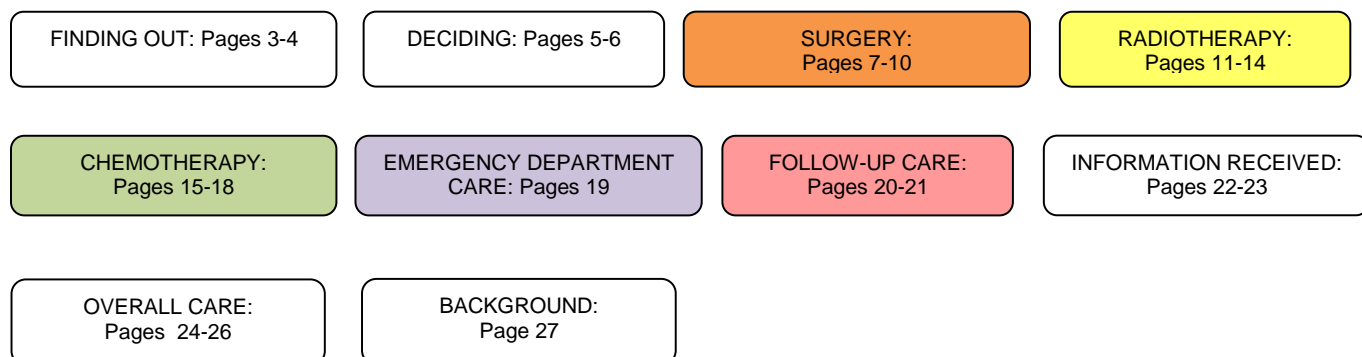 FINDING OUT: Pages 3-4
DECIDING: Pages 5-6
SURGERY:
Pages 7-10
RADIOTHERAPY:
Pages 11-14
CHEMOTHERAPY:
Pages 15-18
EMERGENCY DEPARTMENT
CARE: Pages 19
FOLLOW-UP CARE:
Pages 20-21
INFORMATION RECEIVED:
Pages 22-23
OVERALL CARE:
Pages 24-26
BACKGROUND:
Page 27